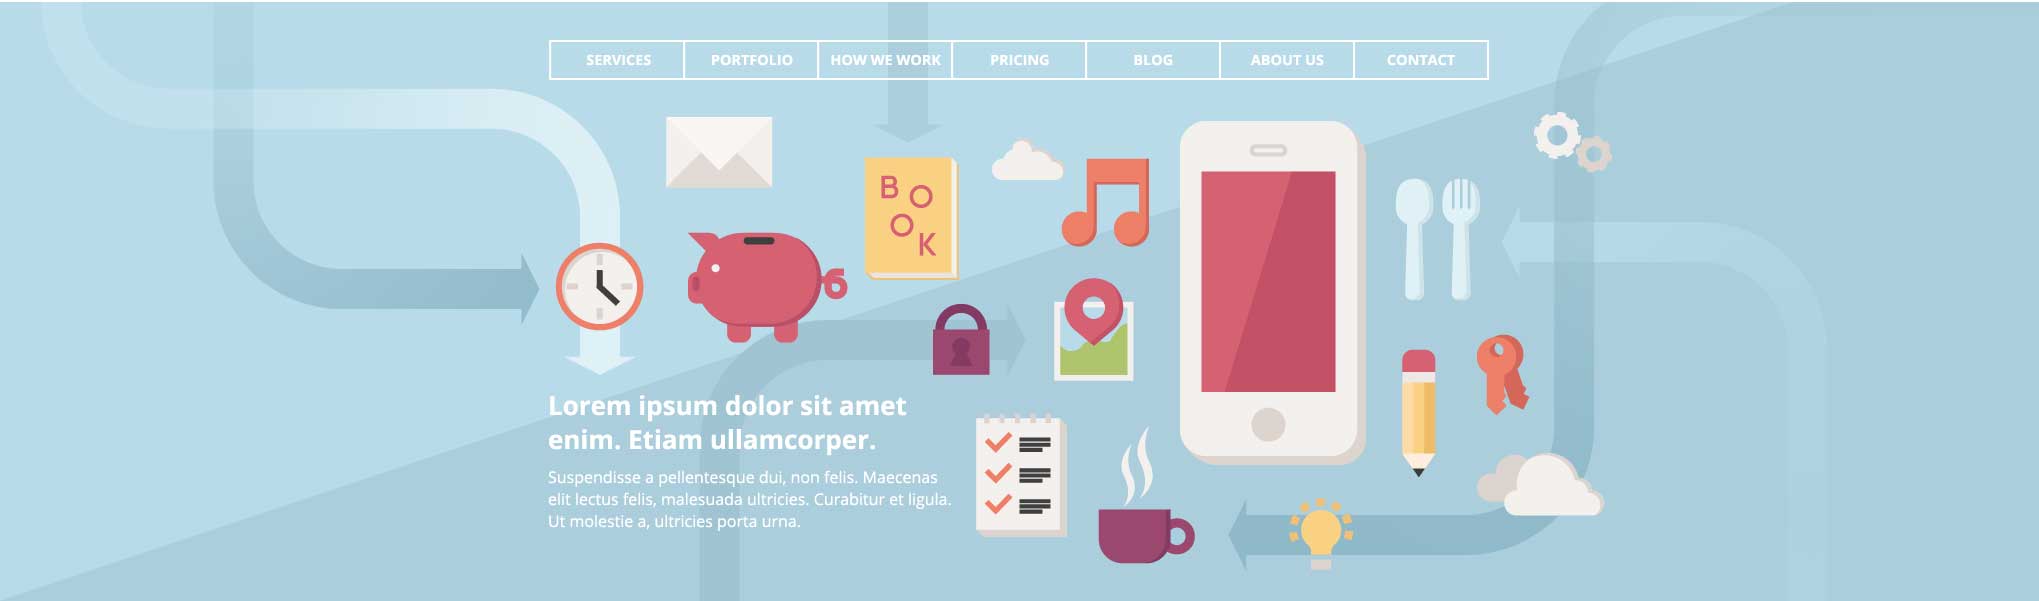 SERVICES PORTFOLIO HOW WE WORK PRICING BLOG ABOUT US CONTACT
BOOK
Lorem ipsum dolor sit amet
enim. Etiam ullamcorper.
Suspendisse a pellentesque dui, non felis. Maecenas
elit lectus felis, malesuada ultricies. Curabitur et ligula.
Ut molestie a, ultricies porta urna.